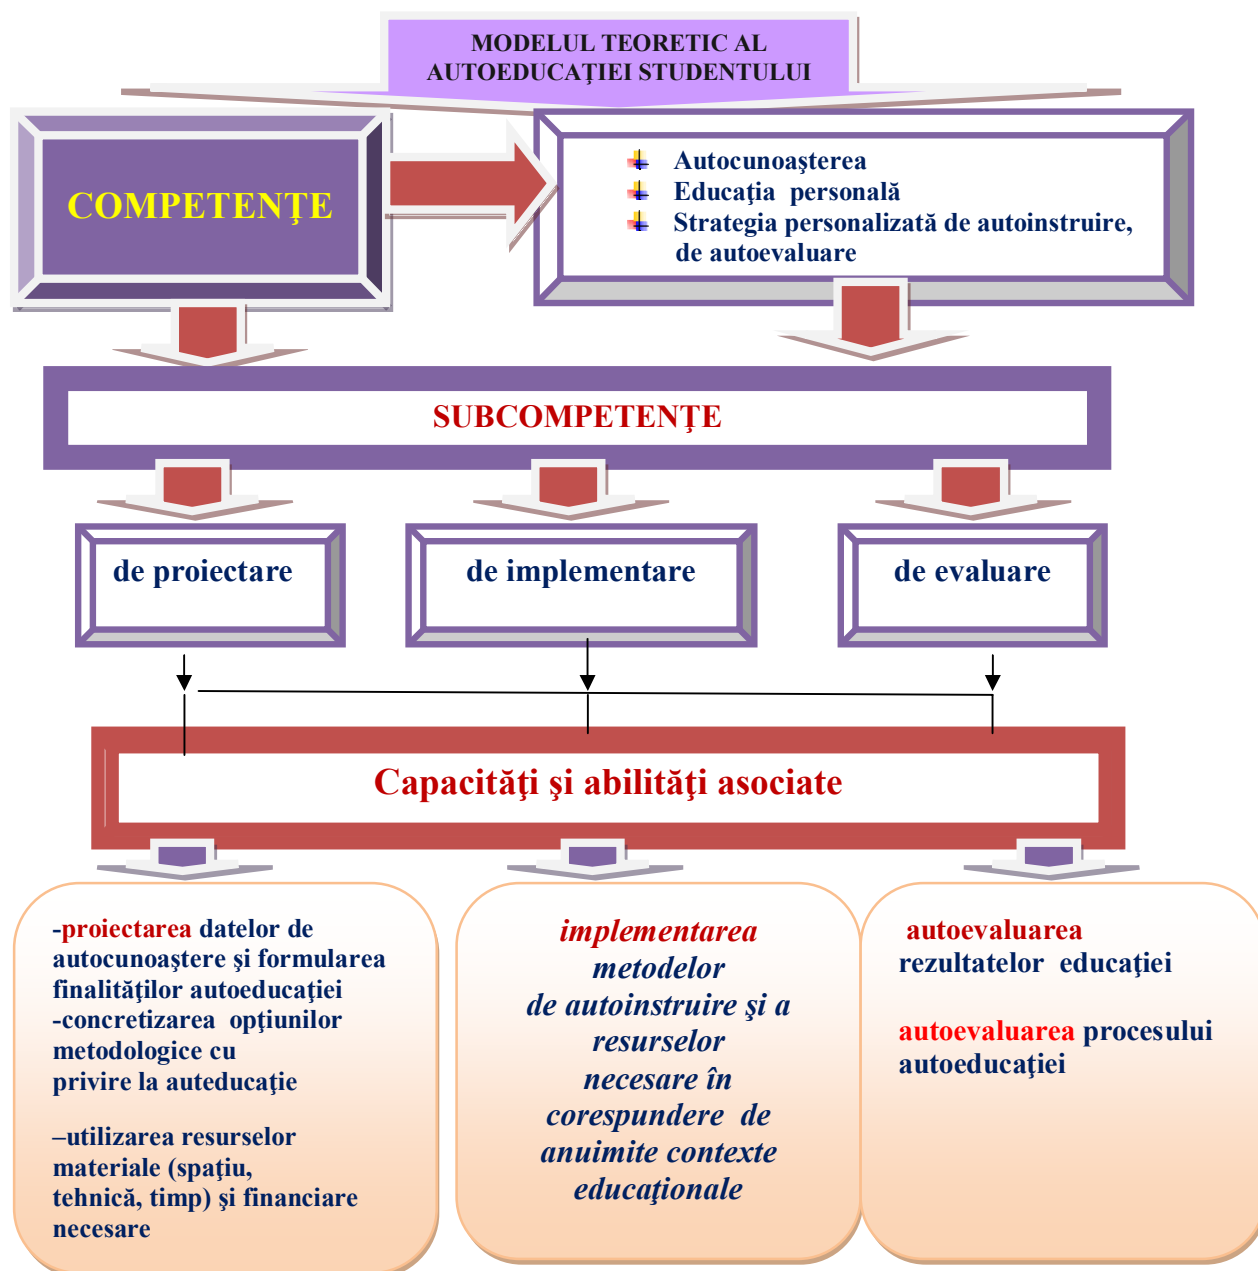 MODELUL TEORETIC AL
AUTOEDUCAŢIEI STUDENTULUI
COMPETENŢE
Autocunoaşterea
Educaţia personală
Strategia personalizată de autoinstruire,
de autoevaluare
SUBCOMPETENŢE
de proiectare
de implementare
de evaluare
Capacităţi şi abilităţi asociate
-proiectarea datelor de
autocunoaştere şi formularea
finalităţilor autoeducaţiei
-concretizarea opţiunilor
metodologice cu
privire la auteducaţie
–utilizarea resurselor
materiale (spaţiu,
tehnică, timp) şi financiare
necesare
implementarea
metodelor
de autoinstruire şi a
resurselor
necesare în
corespundere de
anuimite contexte
educaţionale
autoevaluarea
rezultatelor educaţiei
autoevaluarea procesului
autoeducaţiei